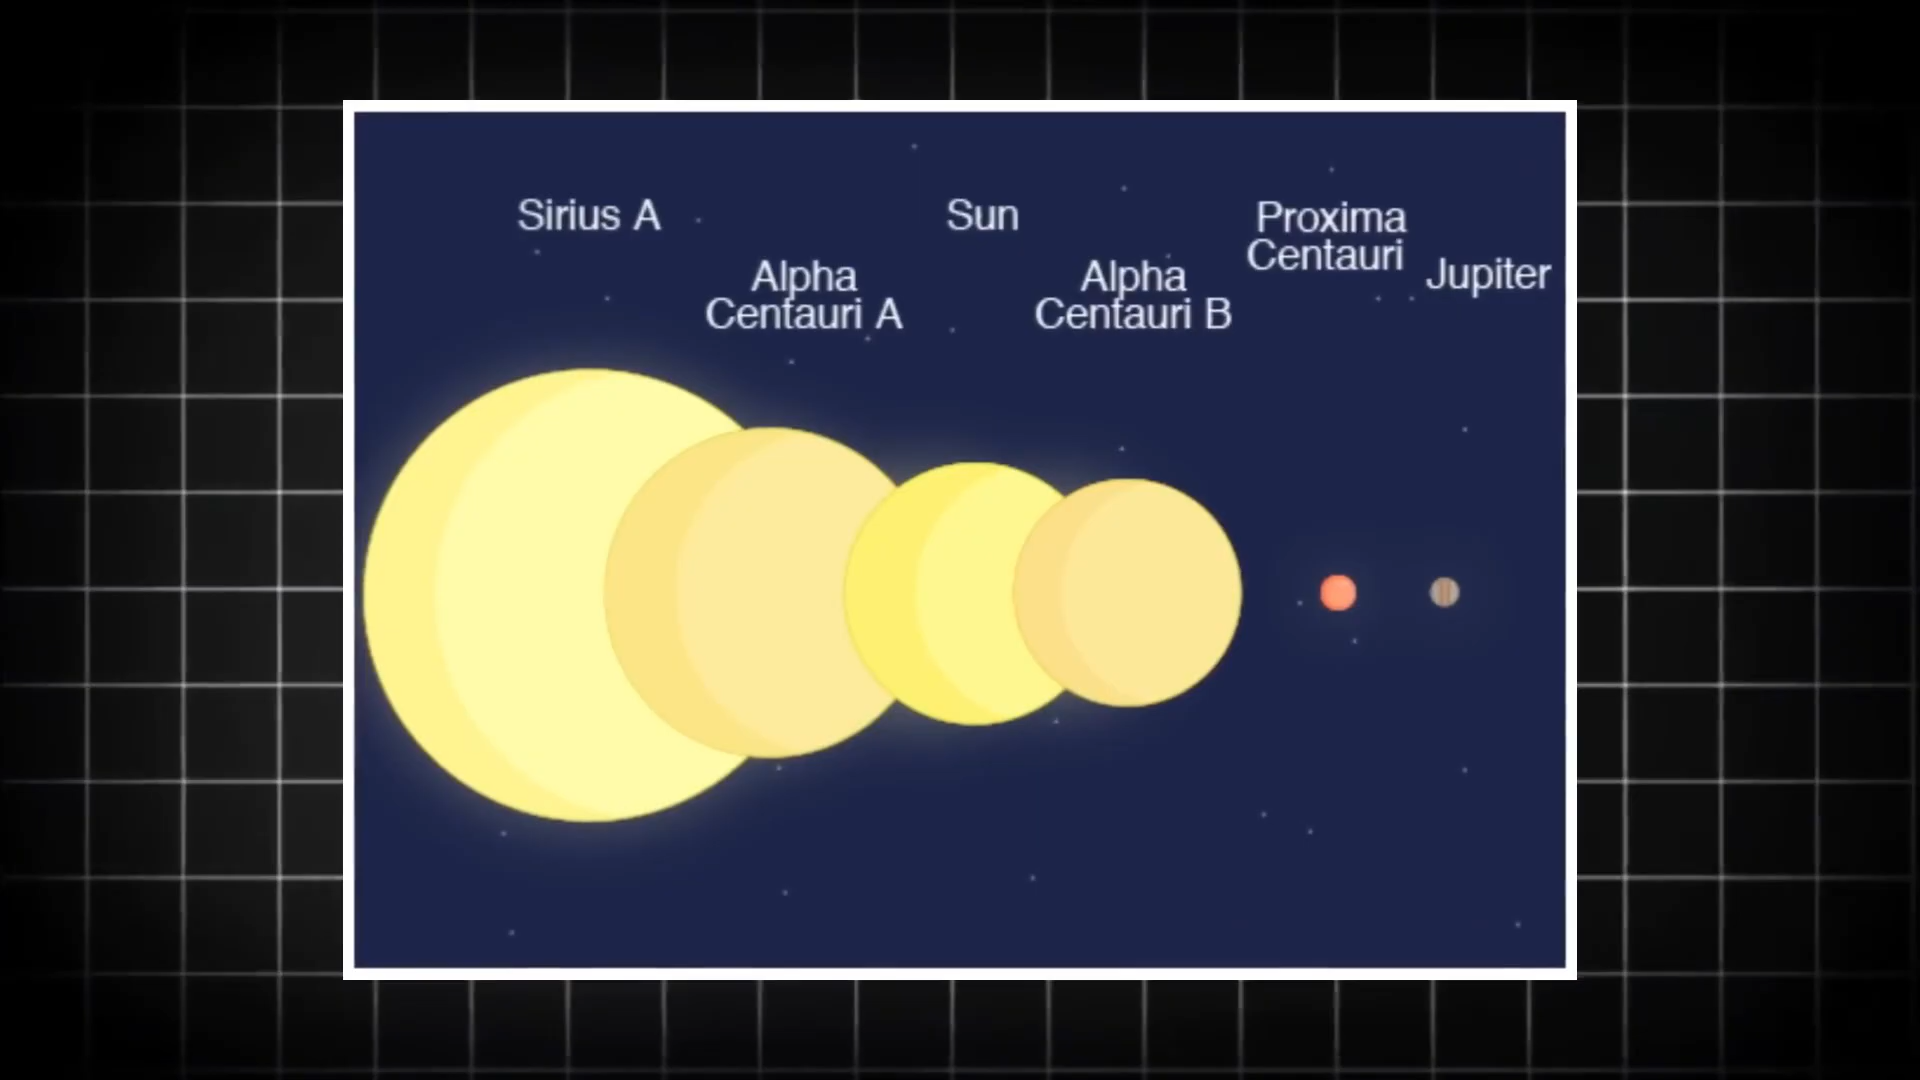 Sirius A
Alpha
Centauri A
Sun
Alpha
Centauri B
Proxima
Centauri
Jupiter